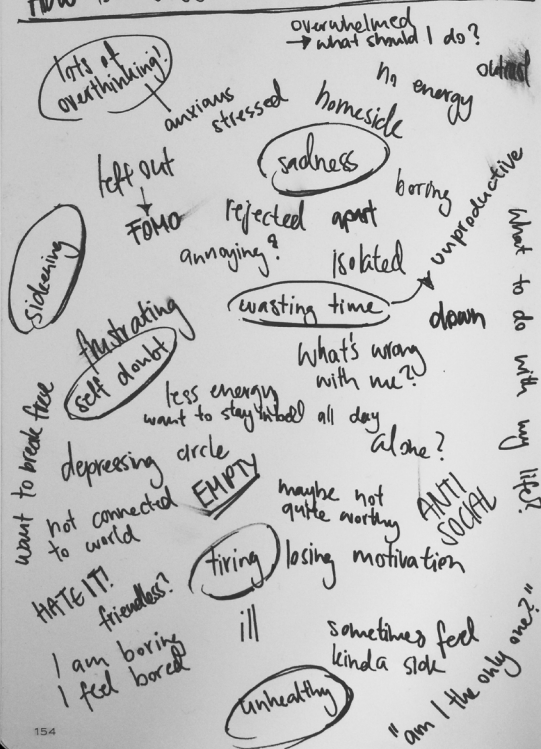 overwhelmed
→ what should I do?
lots of
overthinking!
no energy
anxious
stressed
homesick
sadness
left out
↓
FOMO
boring
rejected apart
annoying?
isolated
unproductive
sickening
wasting time
down
what to do with my life?
frustrating
self doubt
What's wrong
with me?!
less energy
want to stay in bed all day
want to break free
alone?
depressing circle
EMPTY
not connected
to world
maybe not
quite worthy
ANTI
SOCIAL
tiring
losing motivation
HATE IT!
friendless?
ill
I am boring
I feel bored
sometimes feel
kinda sick
"am I the only one?"
unhealthy
154